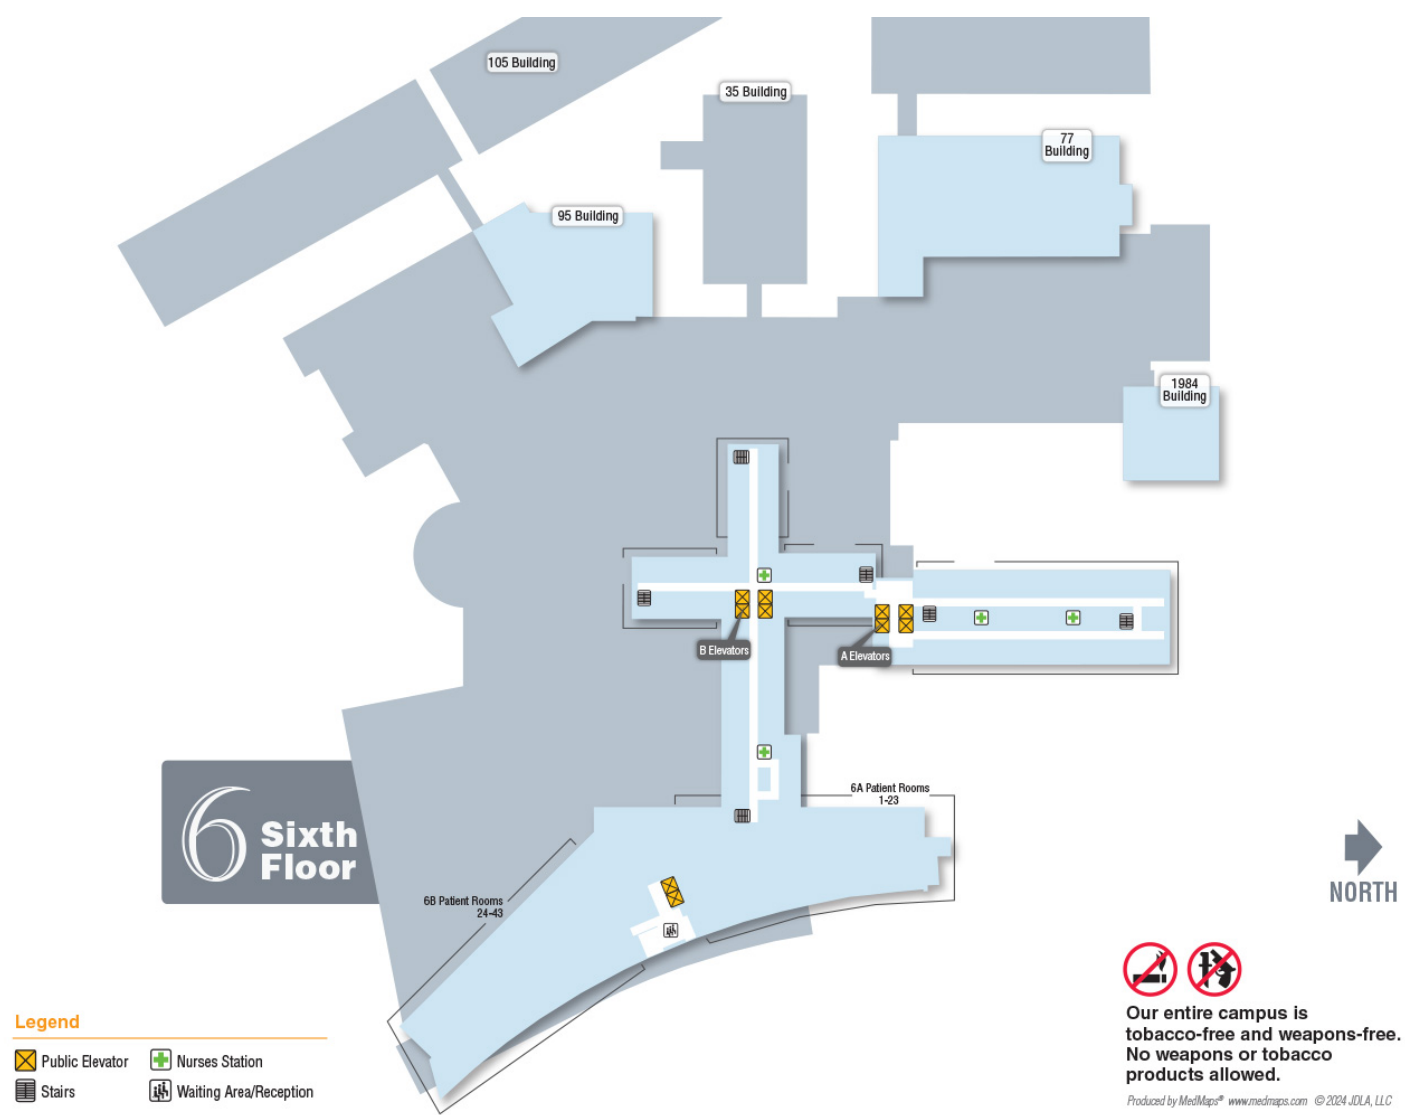 105 Building
35 Building
77
Building
95 Building
1984
Building
B Elevators
A Elevators
6A Patient Rooms
1-23
6 Sixth
Floor
6B Patient Rooms
24-43
NORTH
Legend
Public Elevator
Nurses Station
Stairs
Waiting Area/Reception
Our entire campus is
tobacco-free and weapons-free.
No weapons or tobacco
products allowed.
Produced by MedMaps® www.medmaps.com © 2024 JDLA, LLC